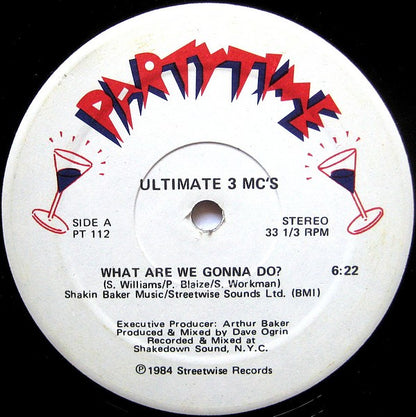 PARTYTIME
ULTIMATE 3 MC'S
SIDE A
PT 112
STEREO
33 1/3 RPM
WHAT ARE WE GONNA DO? 6:22
(S. Williams/P. Blaize/S. Workman)
Shakin Baker Music/Streetwise Sounds Ltd. (BMI)
Executive Producer: Arthur Baker
Produced & Mixed by Dave Ogrin
Recorded & Mixed at
Shakedown Sound, N.Y.C.
℗1984 Streetwise Records